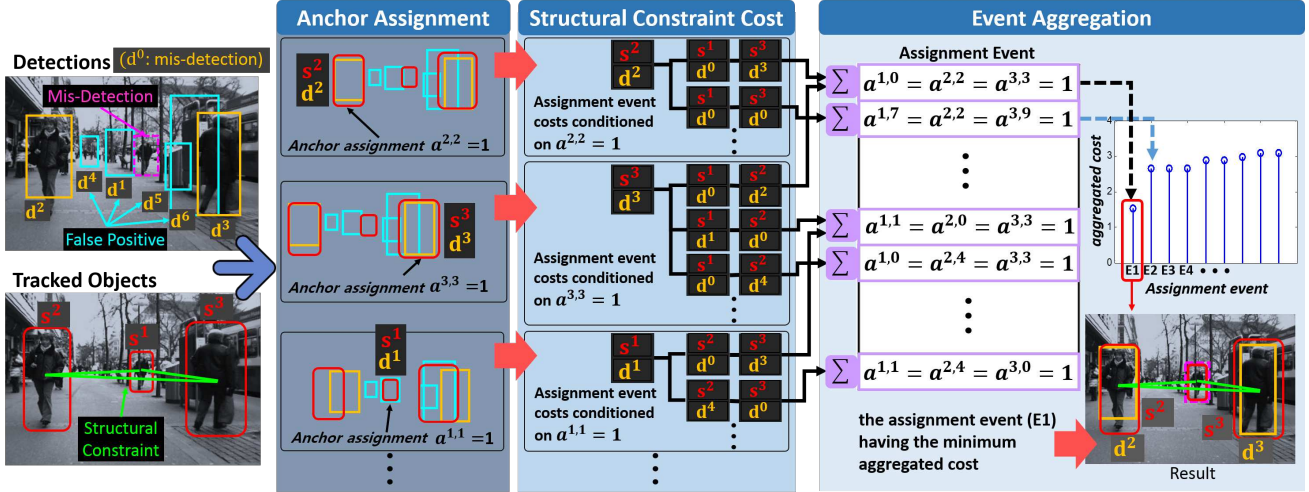 Detections (d⁰: mis-detection)
Mis-Detection
d²
d⁴
d¹
d⁵
d⁶
d³
False Positive
Tracked Objects
s²
s¹
s³
Structural
Constraint
Anchor Assignment
s²
d²
Anchor assignment a²,² = 1
s³
d³
Anchor assignment a³,³ = 1
s¹
d¹
Anchor assignment a¹,¹ = 1
Structural Constraint Cost
s² s¹ s³
d² d⁰ d³
s¹ s³
d⁰ d⁰
Assignment event
costs conditioned
on a²,² = 1
s³ s¹ s²
d³ d⁰ d²
s¹ s²
d¹ d⁰
s¹ s²
d⁰ d⁴
Assignment event
costs conditioned
on a³,³ = 1
s¹ s² s³
d¹ d⁰ d³
s² s³
d⁴ d⁰
Assignment event
costs conditioned
on a¹,¹ = 1
Event Aggregation
Assignment Event
∑ a¹,⁰ = a²,² = a³,³ = 1
∑ a¹,⁷ = a²,² = a³,⁹ = 1
∑ a¹,¹ = a²,⁰ = a³,³ = 1
∑ a¹,⁰ = a²,⁴ = a³,³ = 1
∑ a¹,¹ = a²,⁴ = a³,⁰ = 1
the assignment event (E1)
having the minimum
aggregated cost
aggregated cost
4
3
2
1
0
E1 E2 E3 E4
Assignment event
s²
s³
d²
d³
Result